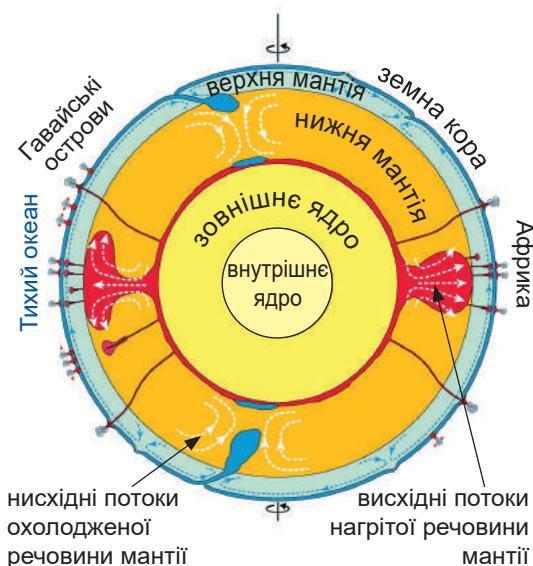 верхня мантія
земна кора
Гавайські
острови
нижня мантія
Тихий океан
зовнішнє ядро
Африка
внутрішнє
ядро
нисхідні потоки
охолодженої
речовини мантії
висхідні потоки
нагрітої речовини
мантії